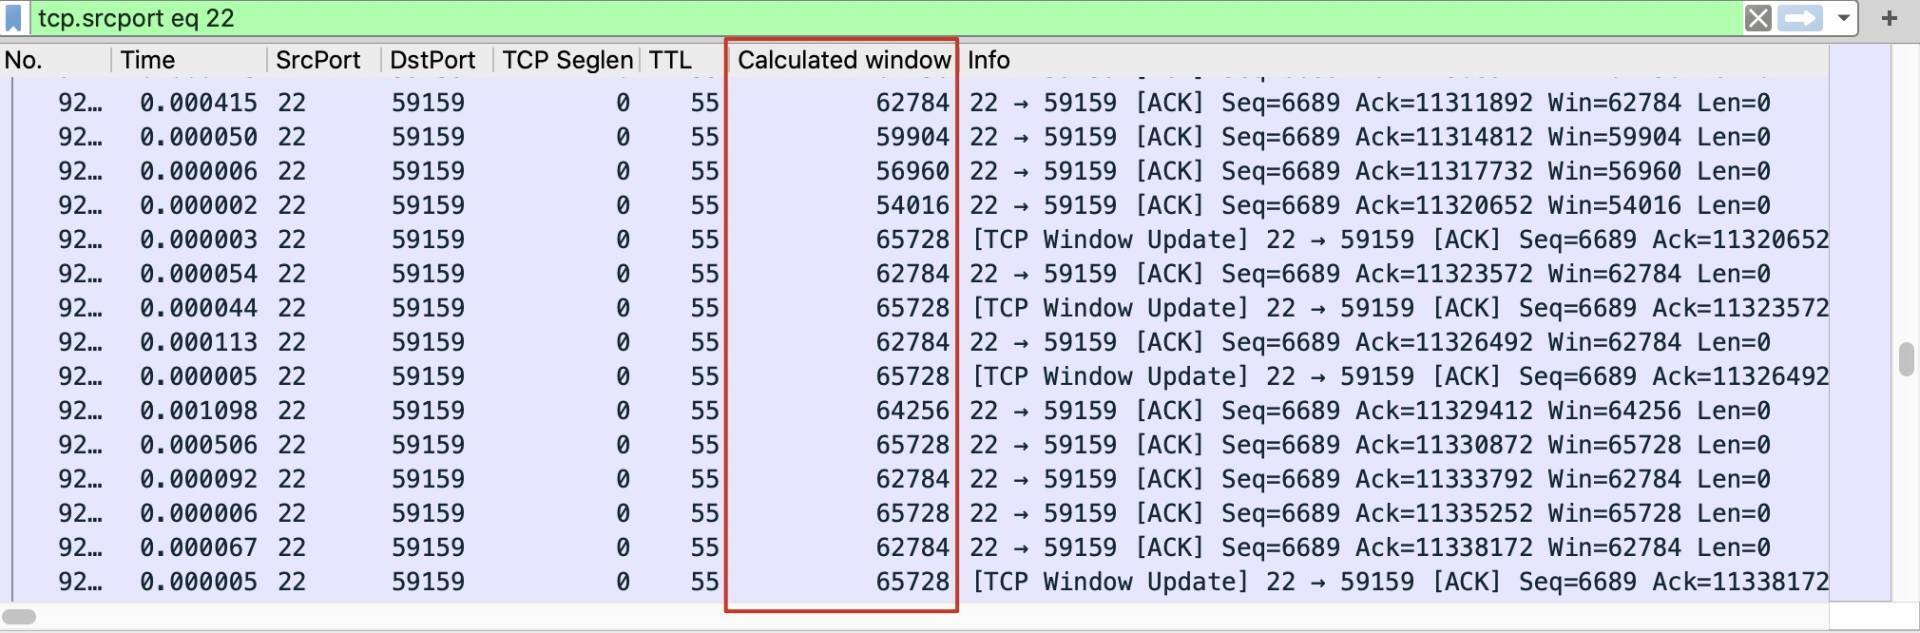 tcp.srcport eq 22
No. Time SrcPort DstPort TCP Seglen TTL Calculated window Info
92… 0.000415 22 59159 0 55 62784 22 → 59159 [ACK] Seq=6689 Ack=11311892 Win=62784 Len=0
92… 0.000050 22 59159 0 55 59904 22 → 59159 [ACK] Seq=6689 Ack=11314812 Win=59904 Len=0
92… 0.000006 22 59159 0 55 56960 22 → 59159 [ACK] Seq=6689 Ack=11317732 Win=56960 Len=0
92… 0.000002 22 59159 0 55 54016 22 → 59159 [ACK] Seq=6689 Ack=11320652 Win=54016 Len=0
92… 0.000003 22 59159 0 55 65728 [TCP Window Update] 22 → 59159 [ACK] Seq=6689 Ack=11320652
92… 0.000054 22 59159 0 55 62784 22 → 59159 [ACK] Seq=6689 Ack=11323572 Win=62784 Len=0
92… 0.000044 22 59159 0 55 65728 [TCP Window Update] 22 → 59159 [ACK] Seq=6689 Ack=11323572
92… 0.000113 22 59159 0 55 62784 22 → 59159 [ACK] Seq=6689 Ack=11326492 Win=62784 Len=0
92… 0.000005 22 59159 0 55 65728 [TCP Window Update] 22 → 59159 [ACK] Seq=6689 Ack=11326492
92… 0.001098 22 59159 0 55 64256 22 → 59159 [ACK] Seq=6689 Ack=11329412 Win=64256 Len=0
92… 0.000506 22 59159 0 55 65728 22 → 59159 [ACK] Seq=6689 Ack=11330872 Win=65728 Len=0
92… 0.000092 22 59159 0 55 62784 22 → 59159 [ACK] Seq=6689 Ack=11333792 Win=62784 Len=0
92… 0.000006 22 59159 0 55 65728 22 → 59159 [ACK] Seq=6689 Ack=11335252 Win=65728 Len=0
92… 0.000067 22 59159 0 55 62784 22 → 59159 [ACK] Seq=6689 Ack=11338172 Win=62784 Len=0
92… 0.000005 22 59159 0 55 65728 [TCP Window Update] 22 → 59159 [ACK] Seq=6689 Ack=11338172